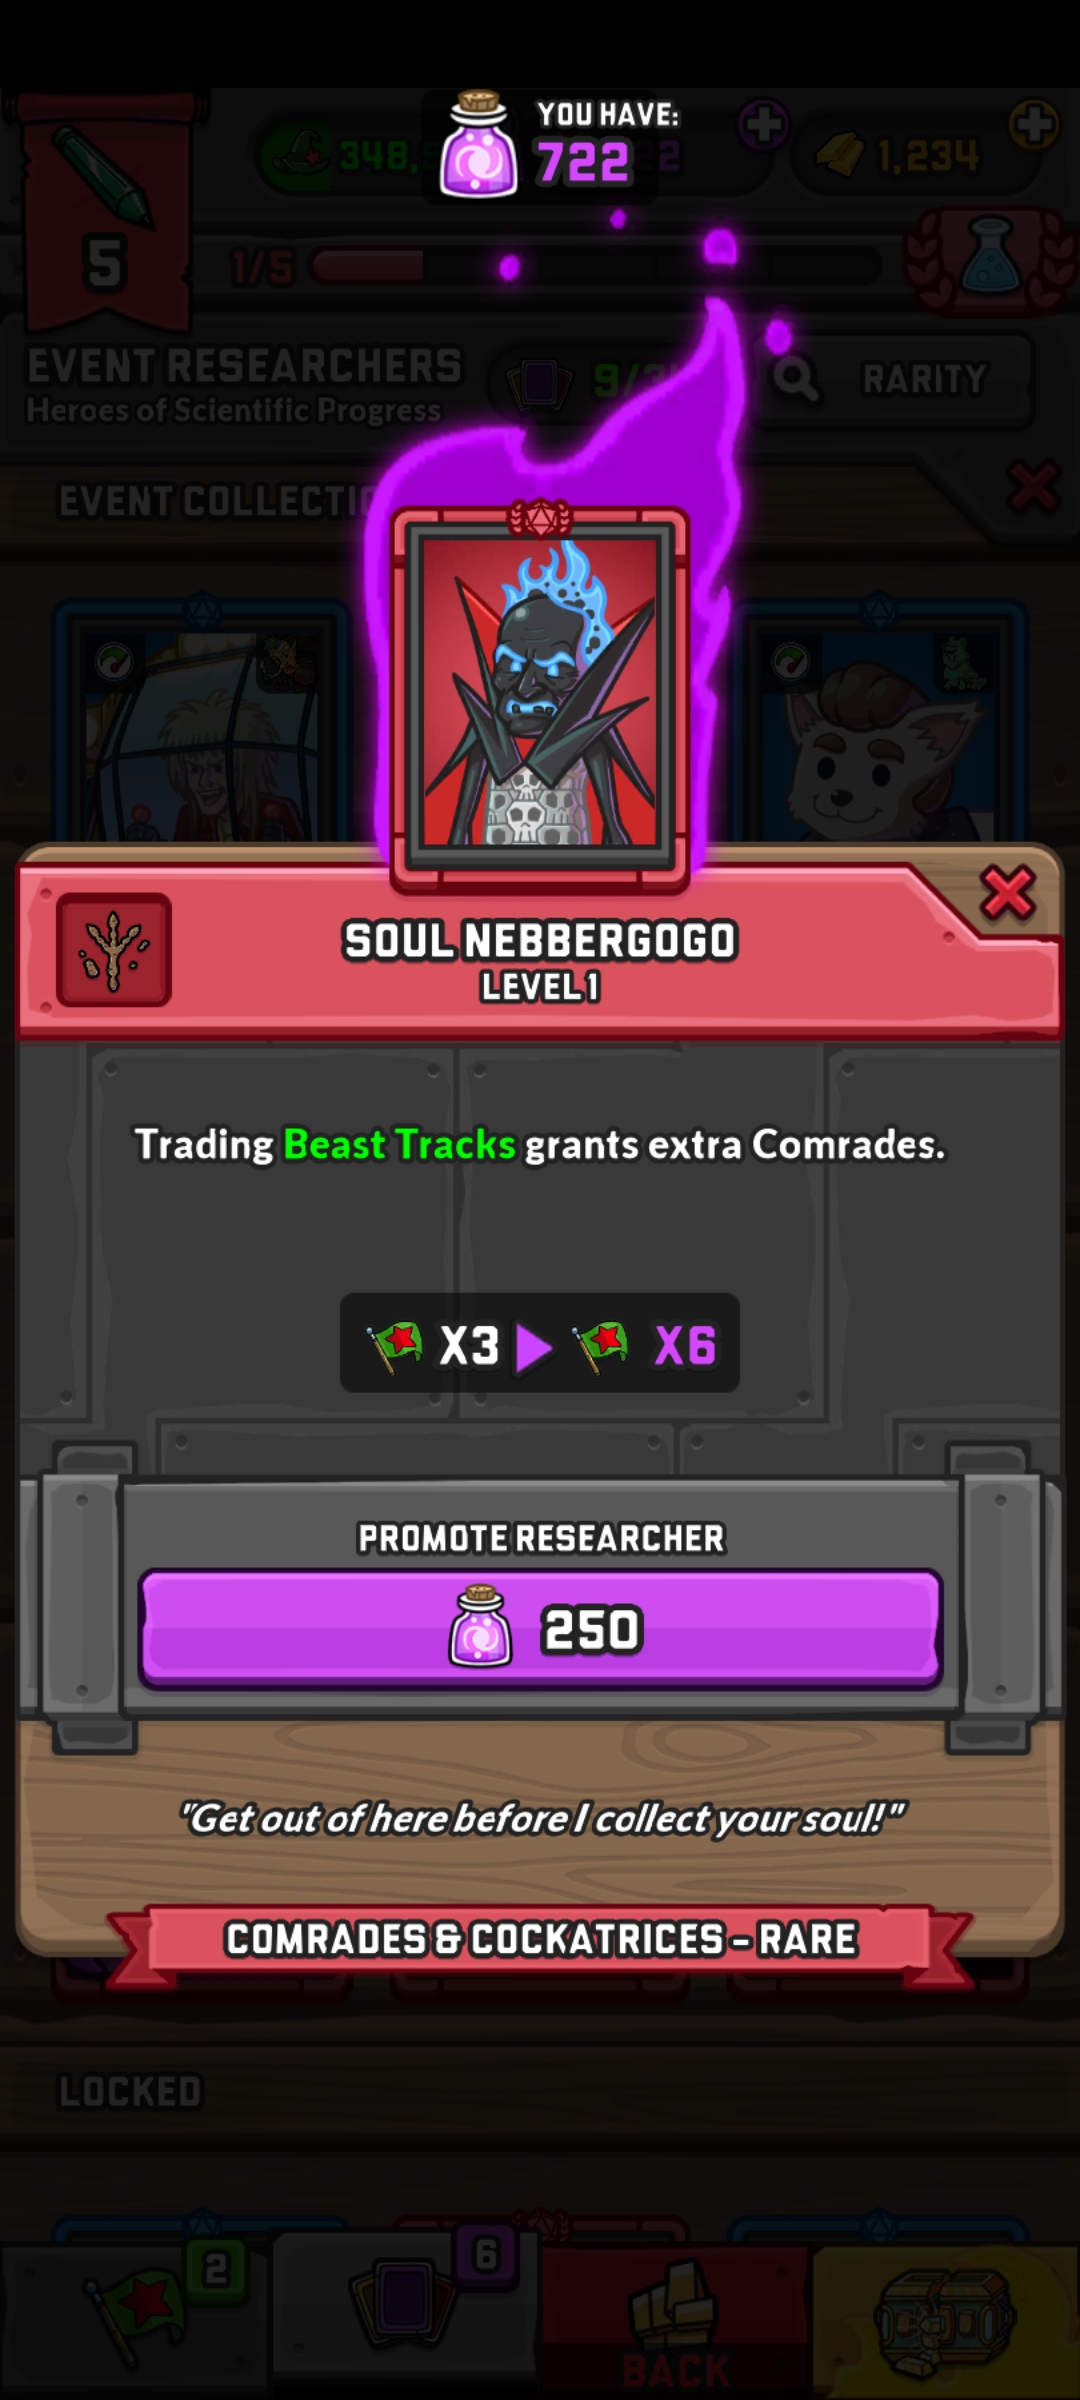 YOU HAVE:
722
348,
1,234
5
1/5
EVENT RESEARCHERS
Heroes of Scientific Progress
RARITY
SOUL NEBBERGOGO
LEVEL 1
Trading Beast Tracks grants extra Comrades.
X3 X6
PROMOTE RESEARCHER
250
"Get out of here before I collect your soul!"
COMRADES & COCKATRICES - RARE
LOCKED
2
6
BACK